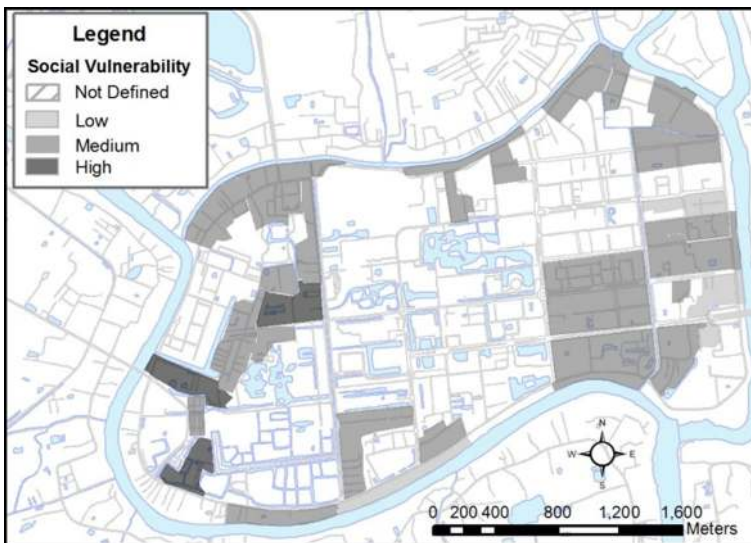 Legend
Social Vulnerability
Not Defined
Low
Medium
High
N
W E
S
0 200 400 800 1,200 1,600
Meters